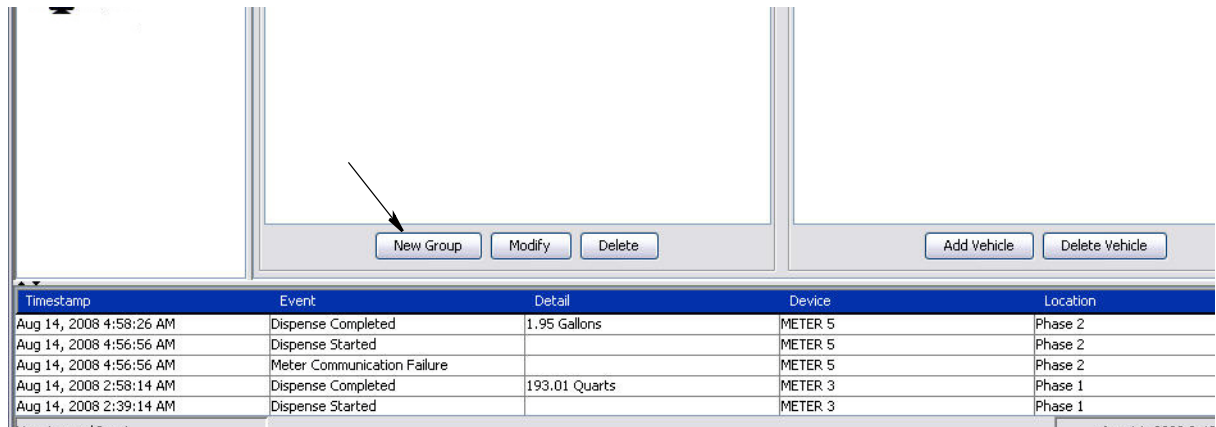 New Group Modify Delete Add Vehicle Delete Vehicle
Timestamp Event Detail Device Location
Aug 14, 2008 4:58:26 AM Dispense Completed 1.95 Gallons METER 5 Phase 2
Aug 14, 2008 4:56:56 AM Dispense Started METER 5 Phase 2
Aug 14, 2008 4:56:56 AM Meter Communication Failure METER 5 Phase 2
Aug 14, 2008 2:58:14 AM Dispense Completed 193.01 Quarts METER 3 Phase 1
Aug 14, 2008 2:39:14 AM Dispense Started METER 3 Phase 1